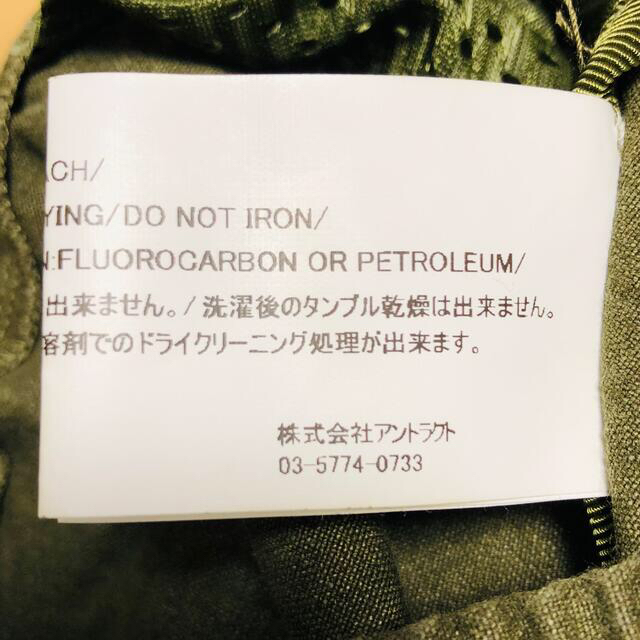 ACH/
YING/DO NOT IRON/
N:FLUOROCARBON OR PETROLEUM/
出来ません。/洗濯後のタンブル乾燥は出来ません。
溶剤でのドライクリーニング処理が出来ます。
株式会社アントラクト
03-5774-0733